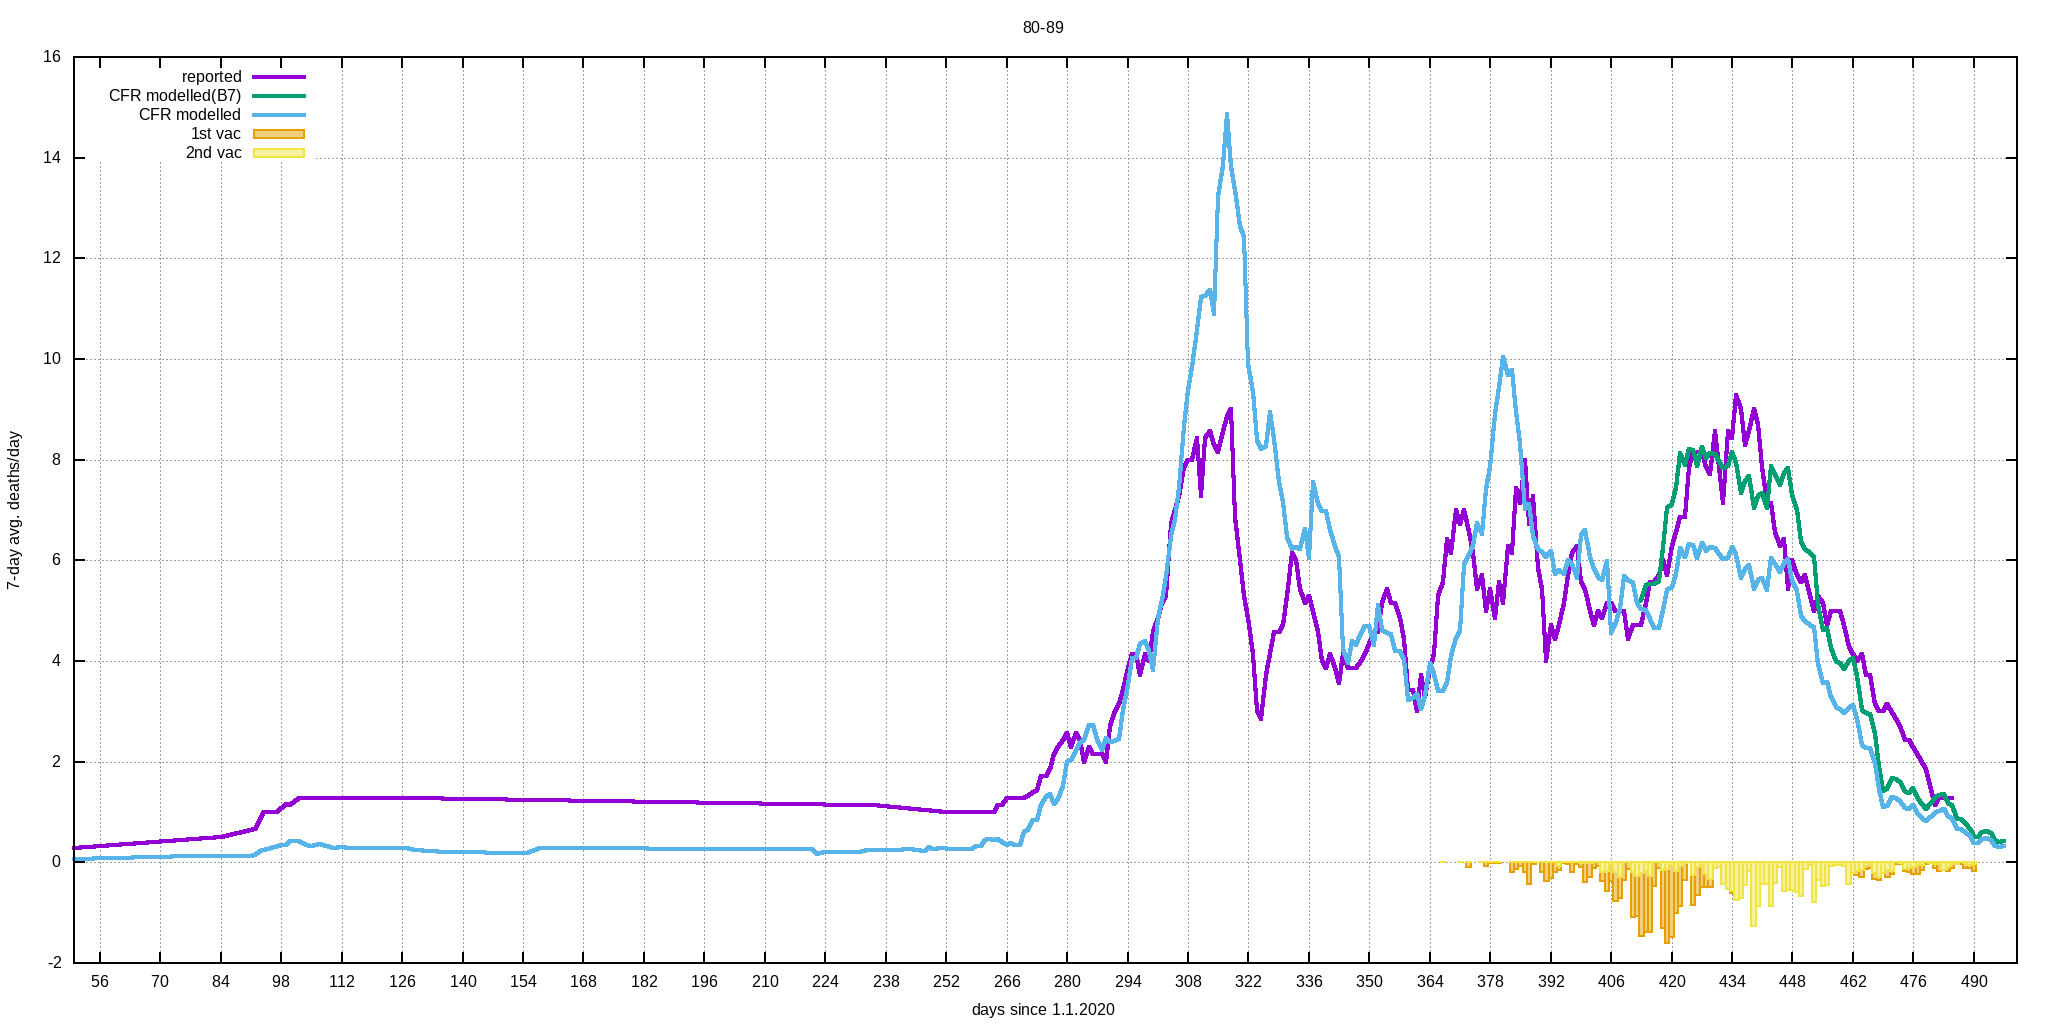 80-89
reported
CFR modelled(B7)
CFR modelled
1st vac
2nd vac
16
14
12
10
8
6
4
2
0
-2
7-day avg. deaths/day
56 70 84 98 112 126 140 154 168 182 196 210 224 238 252 266 280 294 308 322 336 350 364 378 392 406 420 434 448 462 476 490
days since 1.1.2020